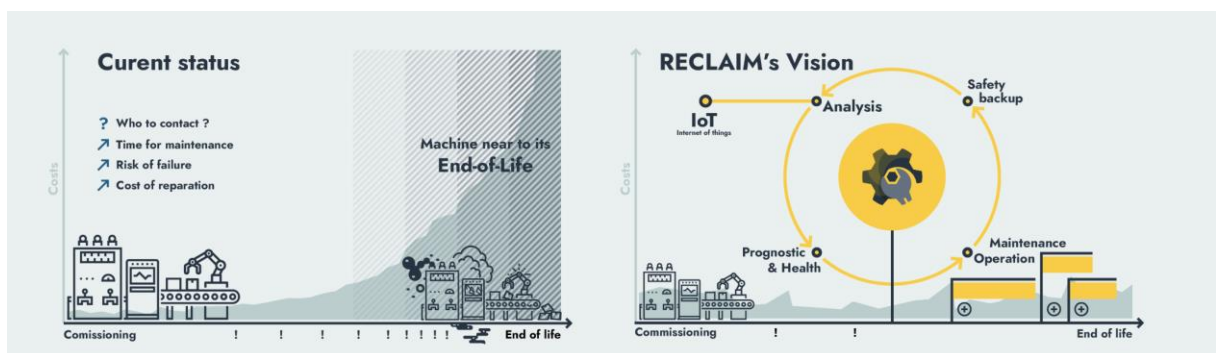 Curent status
? Who to contact ?
Time for maintenance
Risk of failure
Cost of reparation
Machine near to its
End-of-Life
Costs
Comissioning
! ! ! ! ! ! ! !
End of life
RECLAIM's Vision
IoT
Internet of things
Analysis
Safety
backup
Prognostic
& Health
Maintenance
Operation
Costs
Commissioning
! !
End of life